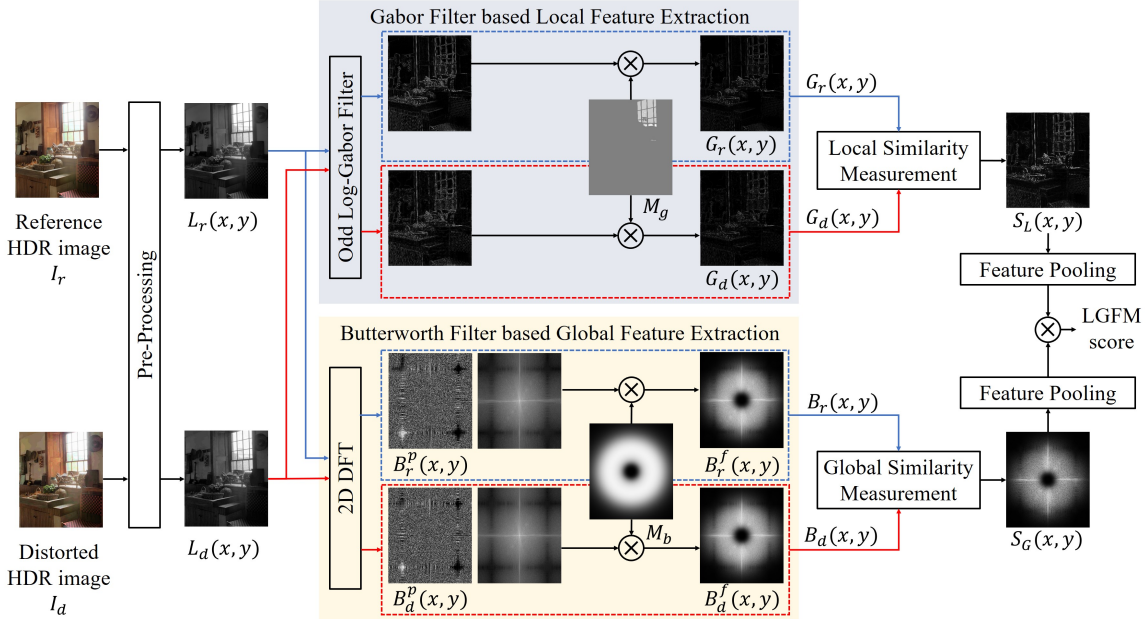 Gabor Filter based Local Feature Extraction
Odd Log-Gabor Filter
G_r(x, y)
M_g
G_d(x, y)
Reference
HDR image
I_r
Pre-Processing
L_r(x, y)
Distorted
HDR image
I_d
L_d(x, y)
Butterworth Filter based Global Feature Extraction
2D DFT
B_r^p(x, y)
B_r^f(x, y)
M_b
B_d^p(x, y)
B_d^f(x, y)
G_r(x, y)
Local Similarity
Measurement
G_d(x, y)
S_L(x, y)
Feature Pooling
LGFM
score
Feature Pooling
B_r(x, y)
Global Similarity
Measurement
B_d(x, y)
S_G(x, y)